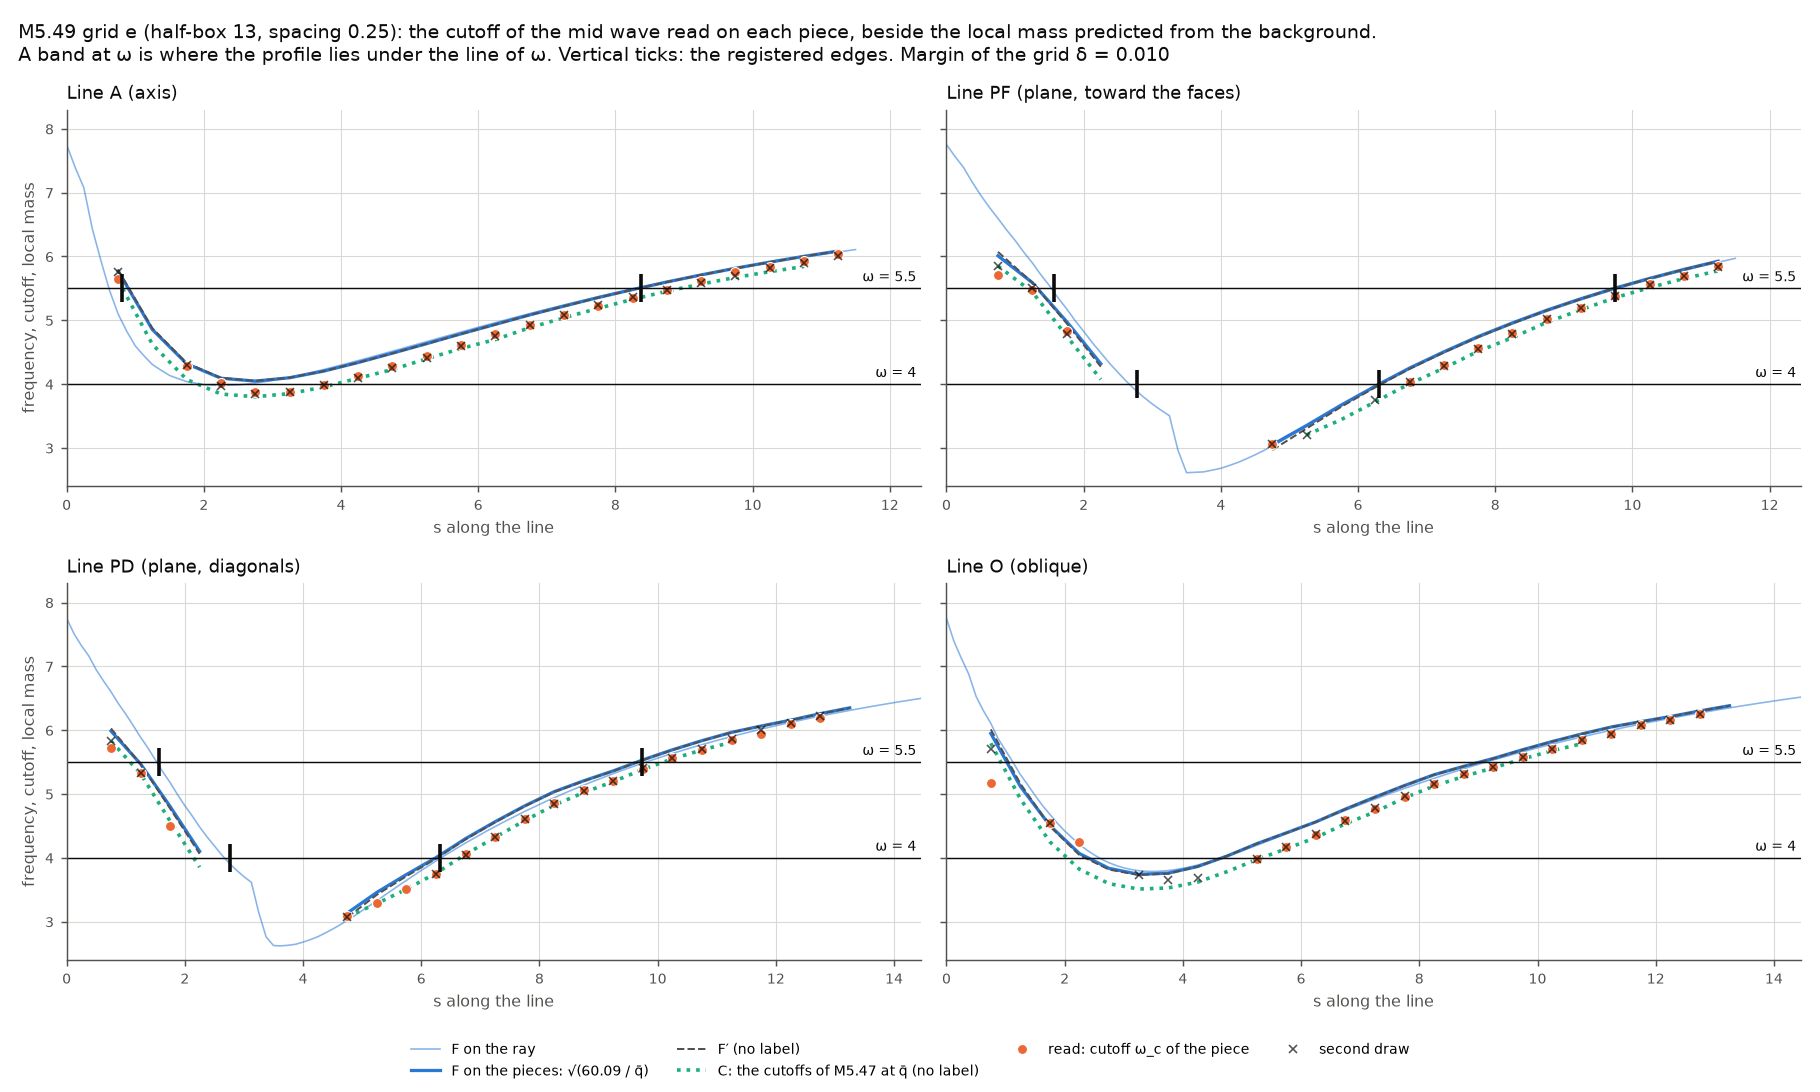 M5.49 grid e (half-box 13, spacing 0.25): the cutoff of the mid wave read on each piece, beside the local mass predicted from the background.
A band at ω is where the profile lies under the line of ω. Vertical ticks: the registered edges. Margin of the grid δ = 0.010
Line A (axis)
frequency, cutoff, local mass
8
7
6
5
4
3
ω = 5.5
ω = 4
0 2 4 6 8 10 12
s along the line
Line PF (plane, toward the faces)
ω = 5.5
ω = 4
0 2 4 6 8 10 12
s along the line
Line PD (plane, diagonals)
frequency, cutoff, local mass
8
7
6
5
4
3
ω = 5.5
ω = 4
0 2 4 6 8 10 12 14
s along the line
Line O (oblique)
ω = 5.5
ω = 4
0 2 4 6 8 10 12 14
s along the line
F on the ray
F on the pieces: √(60.09 / q̄)
F′ (no label)
C: the cutoffs of M5.47 at q̄ (no label)
read: cutoff ω_c of the piece
second draw